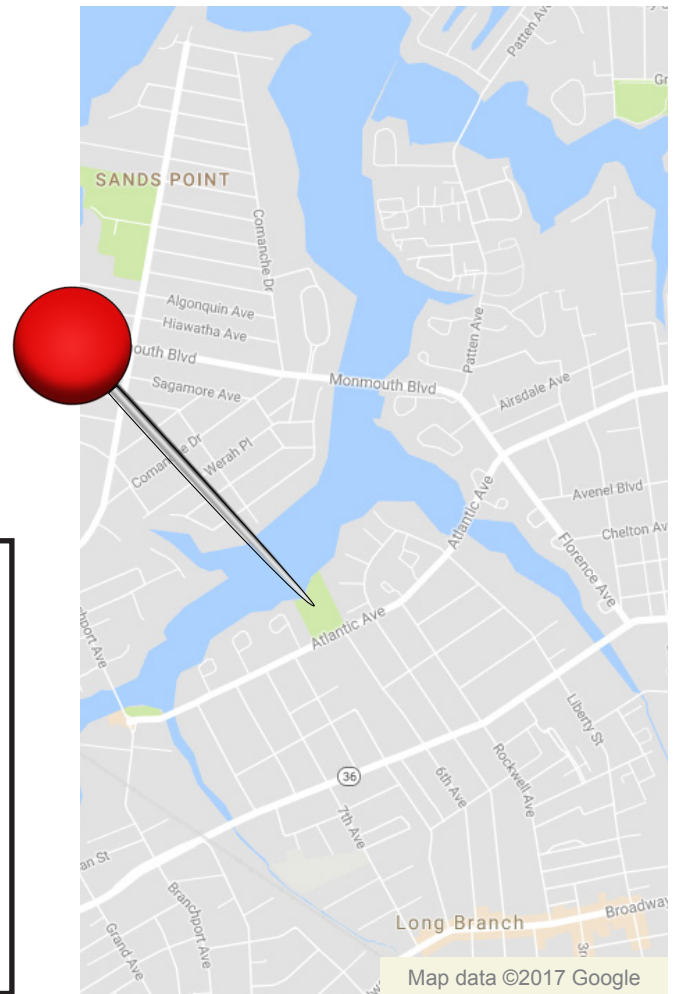 Patten Ave
Gr
SANDS POINT
Comanche Dr
Algonquin Ave
Hiawatha Ave
outh Blvd
Monmouth Blvd
Patten Ave
Airsdale Ave
Sagamore Ave
Comanche Dr
Werah Pl
Atlantic Ave
Avenel Blvd
Chelton Av
Florence Ave
hport Ave
Atlantic Ave
Liberty St
36
Rockwell Ave
6th Ave
7th Ave
an St
Branchport Ave
Grand Ave
Long Branch
Broadway
3r
Map data ©2017 Google